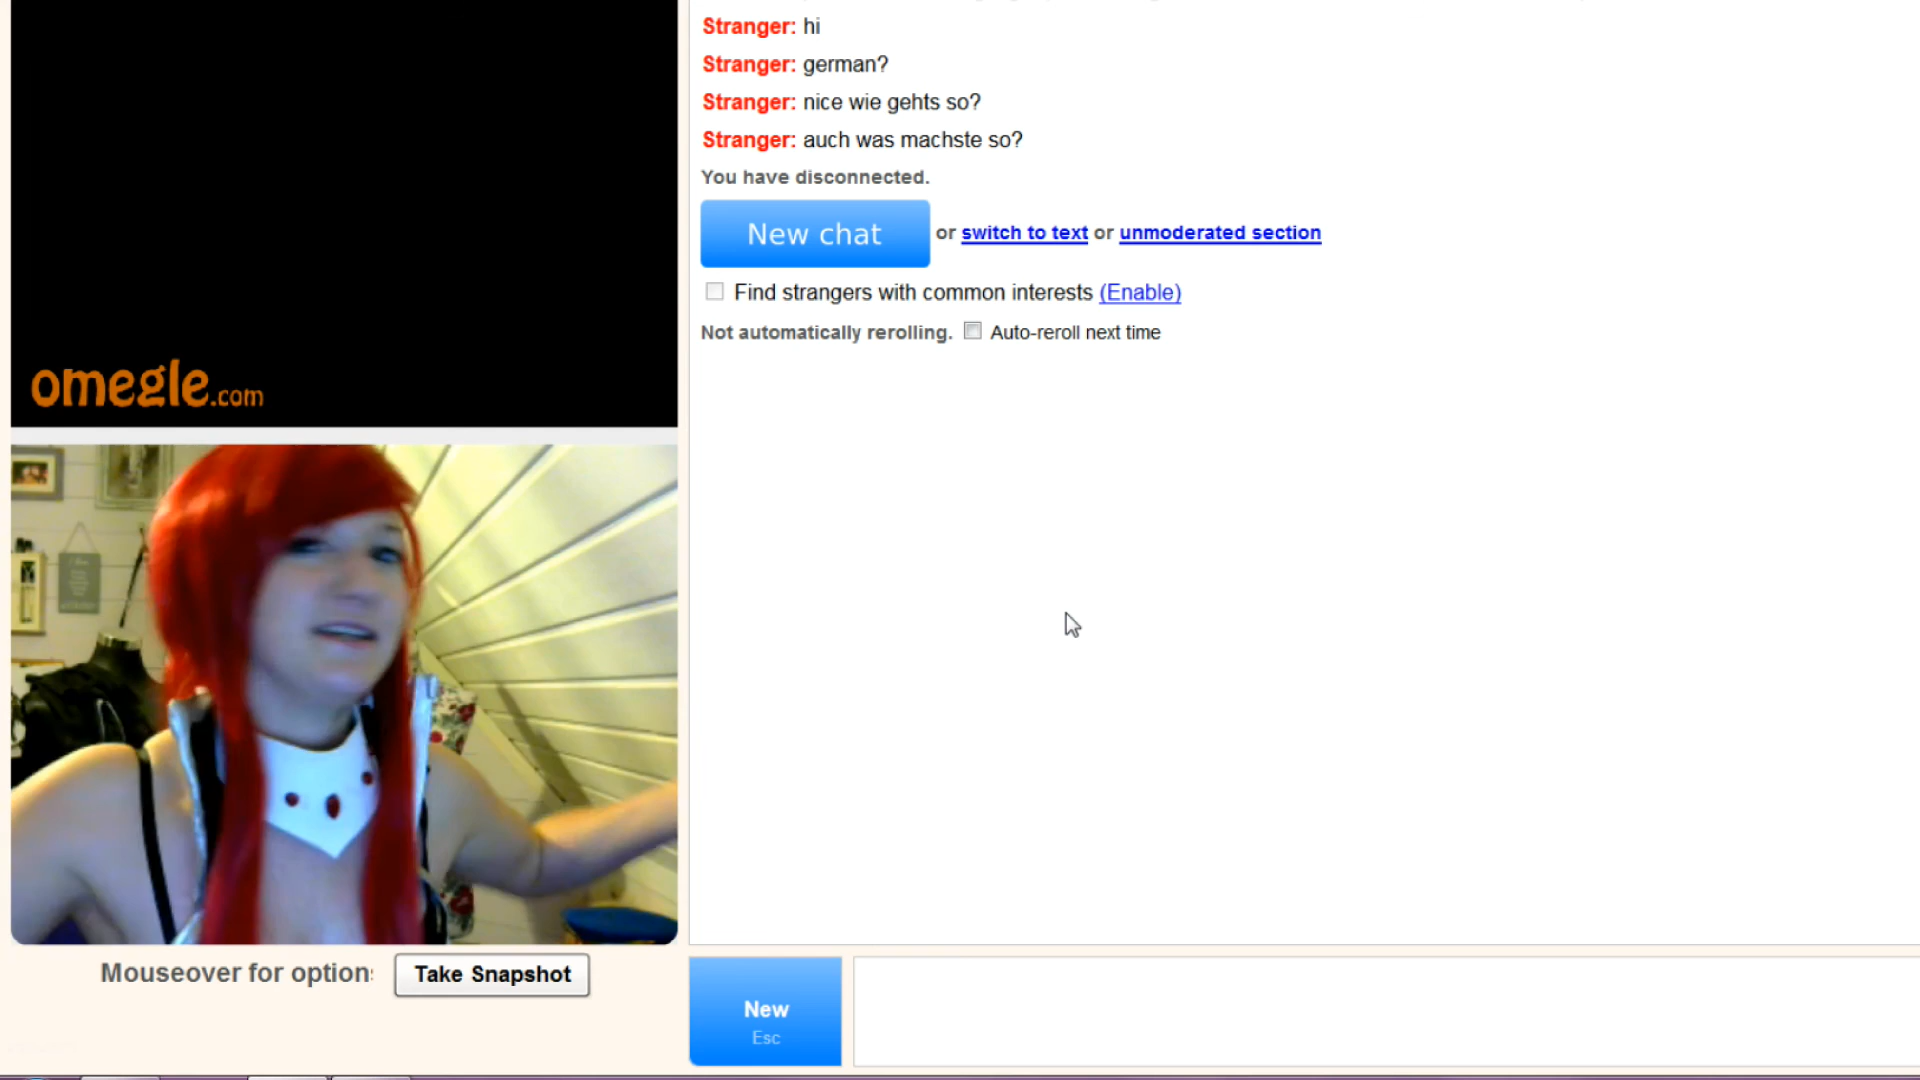 Stranger: hi
Stranger: german?
Stranger: nice wie gehts so?
Stranger: auch was machste so?
You have disconnected.
New chat or switch to text or unmoderated section
Find strangers with common interests (Enable)
Not automatically rerolling. Auto-reroll next time
omegle.com
Mouseover for option
Take Snapshot
New
Esc